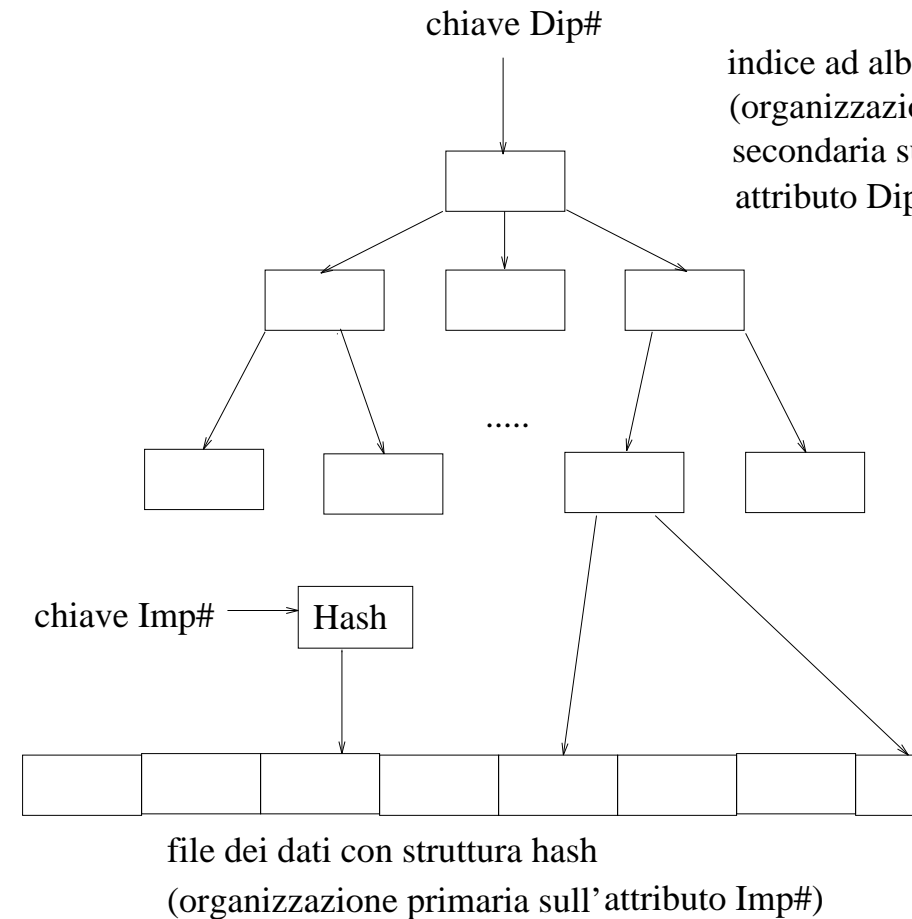 chiave Dip#
indice ad alb
(organizzazio
secondaria s
attributo Dip
.....
chiave Imp#
Hash
file dei dati con struttura hash
(organizzazione primaria sull'attributo Imp#)